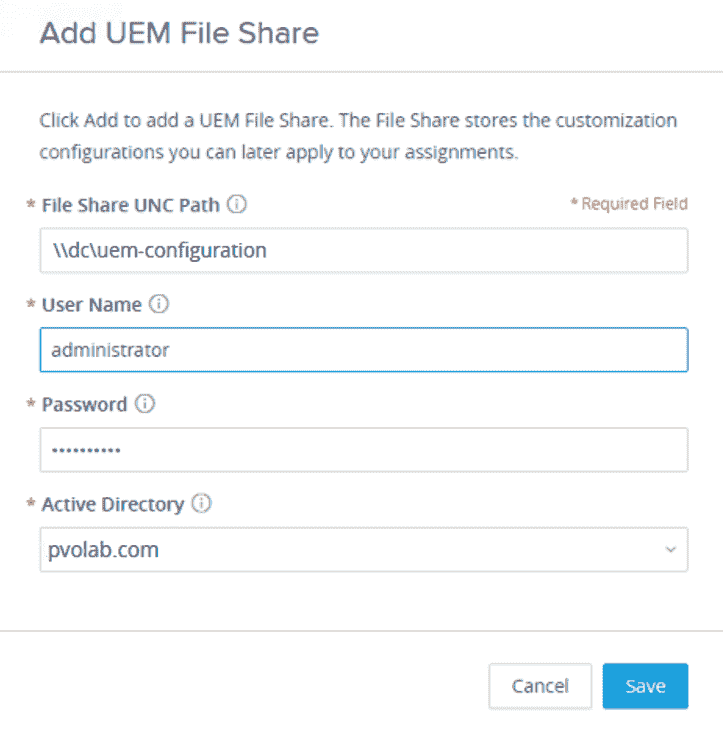 Add UEM File Share
Click Add to add a UEM File Share. The File Share stores the customization
configurations you can later apply to your assignments.
* File Share UNC Path
* Required Field
\\dc\uem-configuration
* User Name
administrator
* Password
••••••••••
* Active Directory
pvolab.com
Cancel
Save